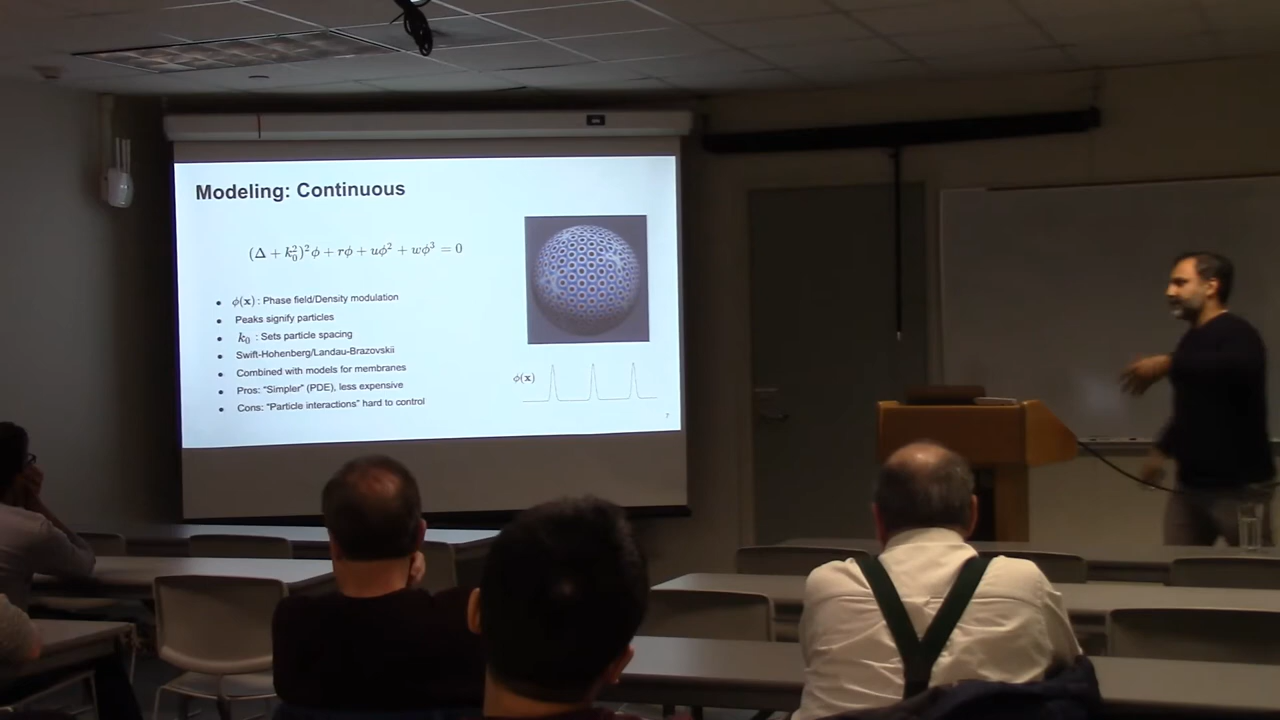 Modeling: Continuous
(Δ + k₀²)²ϕ + rϕ + uϕ² + wϕ³ = 0
• ϕ(x) : Phase field/Density modulation
• Peaks signify particles
• k₀ : Sets particle spacing
• Swift-Hohenberg/Landau-Brazovskii
• Combined with models for membranes
• Pros: "Simpler" (PDE), less expensive
• Cons: "Particle interactions" hard to control
ϕ(x)
7